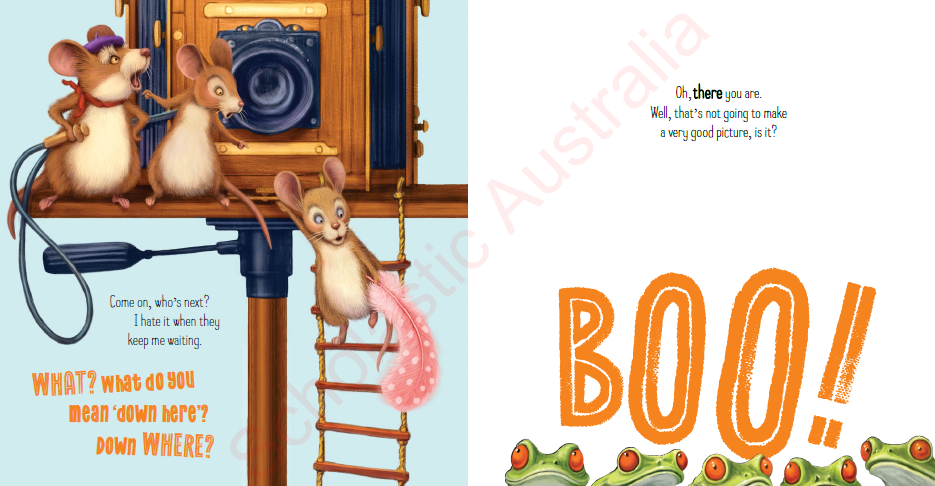 Come on, who's next?
I hate it when they
keep me waiting.
WHAT? What do you
mean 'down here'?
Down WHERE?
Oh, there you are.
Well, that's not going to make
a very good picture, is it?
BOO!
Scholastic Australia